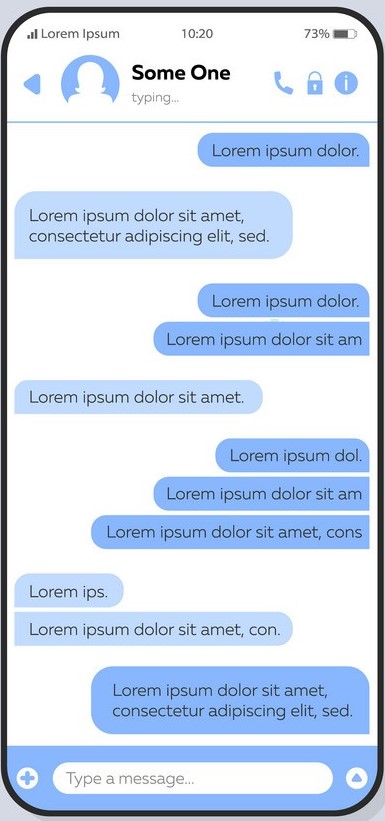 Lorem Ipsum 10:20 73%
Some One
typing...
Lorem ipsum dolor.
Lorem ipsum dolor sit amet,
consectetur adipiscing elit, sed.
Lorem ipsum dolor.
Lorem ipsum dolor sit am
Lorem ipsum dolor sit amet.
Lorem ipsum dol.
Lorem ipsum dolor sit am
Lorem ipsum dolor sit amet, cons
Lorem ips.
Lorem ipsum dolor sit amet, con.
Lorem ipsum dolor sit amet,
consectetur adipiscing elit, sed.
Type a message...